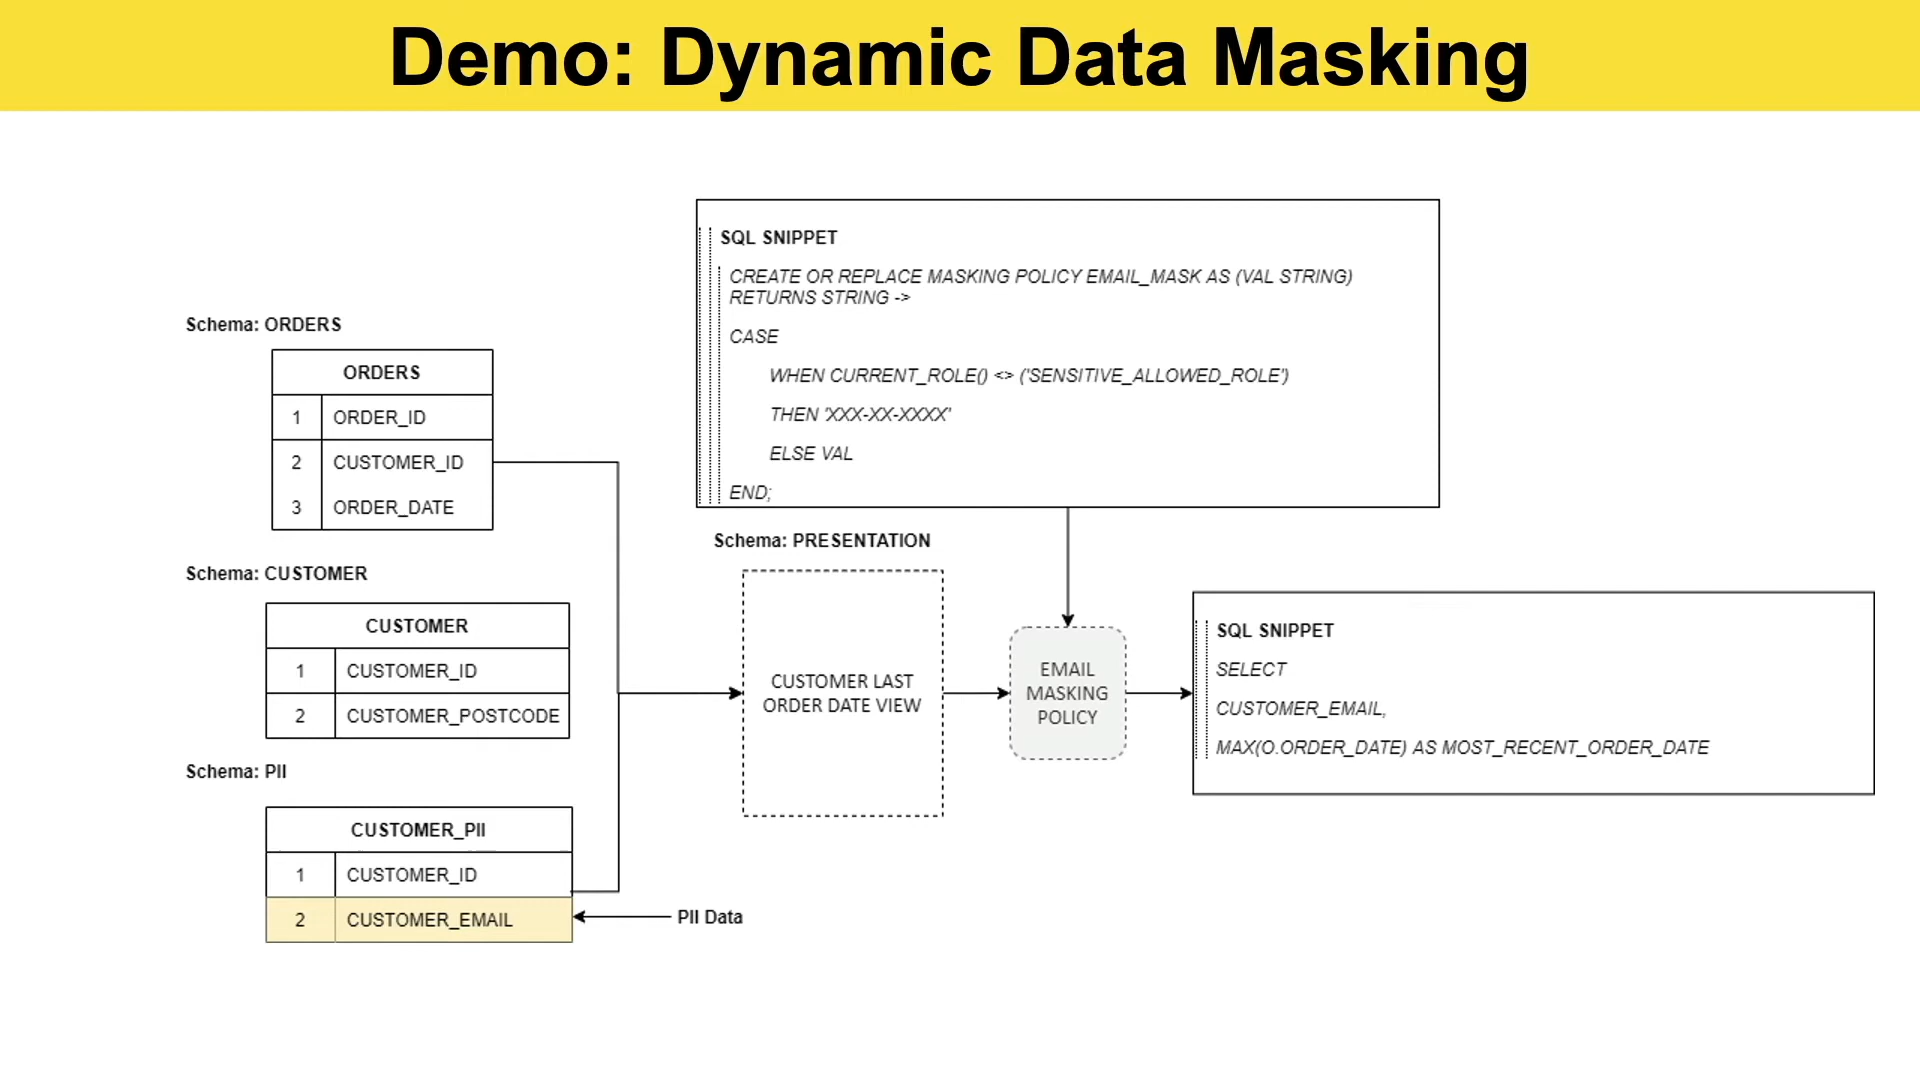 Demo: Dynamic Data Masking
SQL SNIPPET
CREATE OR REPLACE MASKING POLICY EMAIL_MASK AS (VAL STRING)
RETURNS STRING ->
CASE
WHEN CURRENT_ROLE() <> ('SENSITIVE_ALLOWED_ROLE')
THEN 'XXX-XX-XXXX'
ELSE VAL
END;
Schema: ORDERS
ORDERS
1 ORDER_ID
2 CUSTOMER_ID
3 ORDER_DATE
Schema: CUSTOMER
CUSTOMER
1 CUSTOMER_ID
2 CUSTOMER_POSTCODE
Schema: PII
CUSTOMER_PII
1 CUSTOMER_ID
2 CUSTOMER_EMAIL
PII Data
Schema: PRESENTATION
CUSTOMER LAST
ORDER DATE VIEW
EMAIL
MASKING
POLICY
SQL SNIPPET
SELECT
CUSTOMER_EMAIL,
MAX(O.ORDER_DATE) AS MOST_RECENT_ORDER_DATE